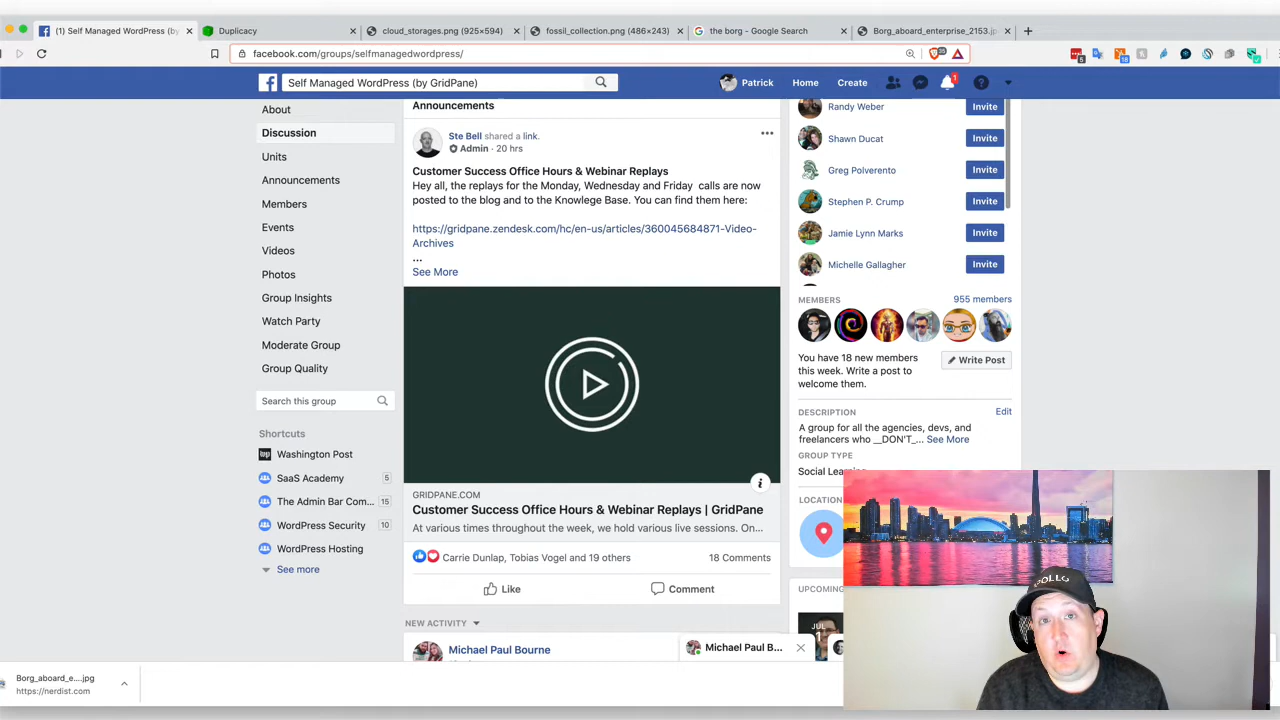 (1) Self Managed WordPress (by
Duplicacy
cloud_storages.png (925×594)
fossil_collection.png (486×243)
the borg - Google Search
Borg_aboard_enterprise_2153.jp
facebook.com/groups/selfmanagedwordpress/
Self Managed WordPress (by GridPane)
Patrick
Home
Create
1
About
Discussion
Units
Announcements
Members
Events
Videos
Photos
Group Insights
Watch Party
Moderate Group
Group Quality
Search this group
Shortcuts
Washington Post
SaaS Academy 5
The Admin Bar Com... 15
WordPress Security 10
WordPress Hosting
See more
Announcements
Ste Bell shared a link.
Admin · 20 hrs
Customer Success Office Hours & Webinar Replays
Hey all, the replays for the Monday, Wednesday and Friday calls are now
posted to the blog and to the Knowlege Base. You can find them here:
https://gridpane.zendesk.com/hc/en-us/articles/360045684871-Video-
Archives
...
See More
GRIDPANE.COM
Customer Success Office Hours & Webinar Replays | GridPane
At various times throughout the week, we hold various live sessions. On...
Carrie Dunlap, Tobias Vogel and 19 others
18 Comments
Like
Comment
NEW ACTIVITY
Michael Paul Bourne
Michael Paul B...
Randy Weber Invite
Shawn Ducat Invite
Greg Polverento Invite
Stephen P. Crump Invite
Jamie Lynn Marks Invite
Michelle Gallagher Invite
MEMBERS
955 members
You have 18 new members
this week. Write a post to
welcome them.
Write Post
DESCRIPTION
Edit
A group for all the agencies, devs, and
freelancers who __DON'T_... See More
GROUP TYPE
Social Learning
LOCATION
UPCOMING
JUL
1
Borg_aboard_e....jpg
https://nerdist.com